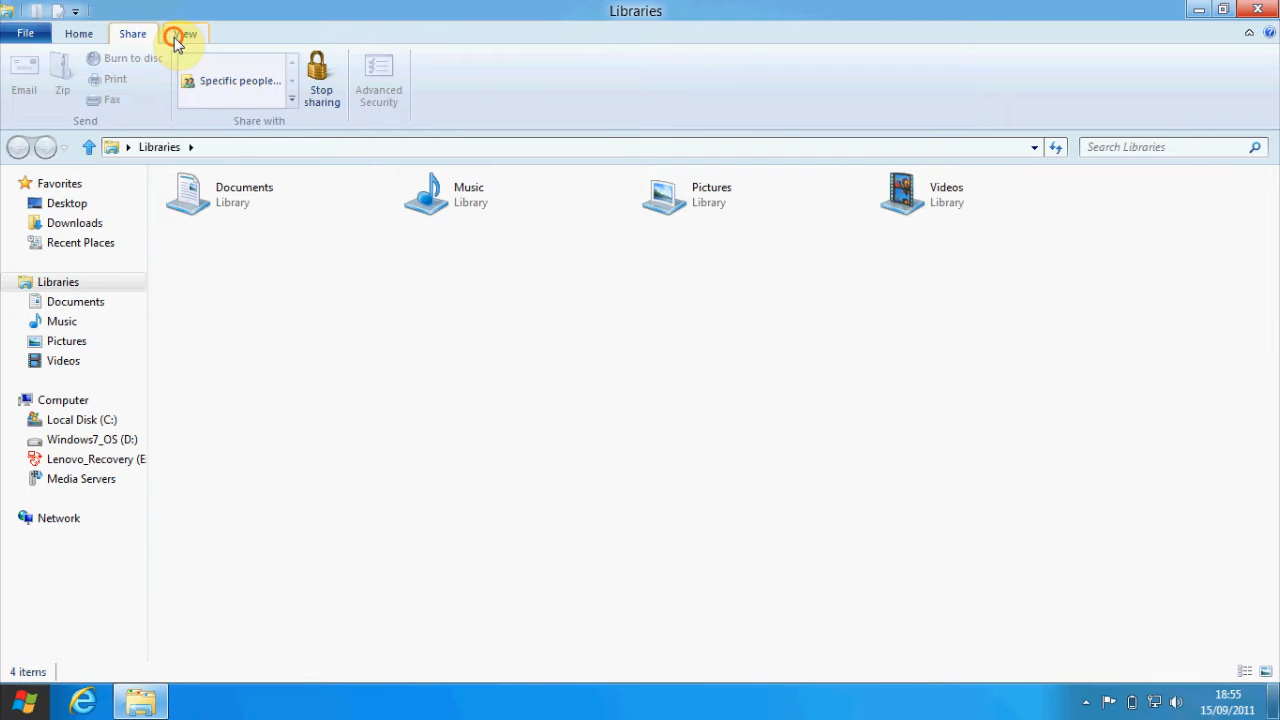 Libraries
File Home Share View
Email Zip Burn to disc Print Fax
Specific people...
Stop sharing
Advanced Security
Send Share with
Libraries
Search Libraries
Favorites
Desktop
Downloads
Recent Places
Libraries
Documents
Music
Pictures
Videos
Computer
Local Disk (C:)
Windows7_OS (D:)
Lenovo_Recovery (E
Media Servers
Network
Documents
Library
Music
Library
Pictures
Library
Videos
Library
4 items
18:55
15/09/2011